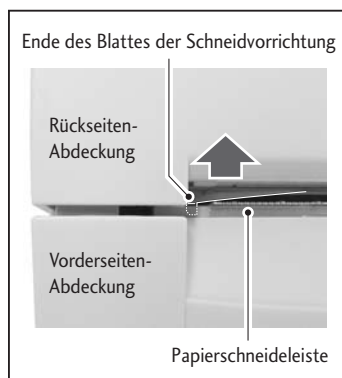 Ende des Blattes der Schneidvorrichtung
Rückseiten-
Abdeckung
Vorderseiten-
Abdeckung
Papierschneideleiste